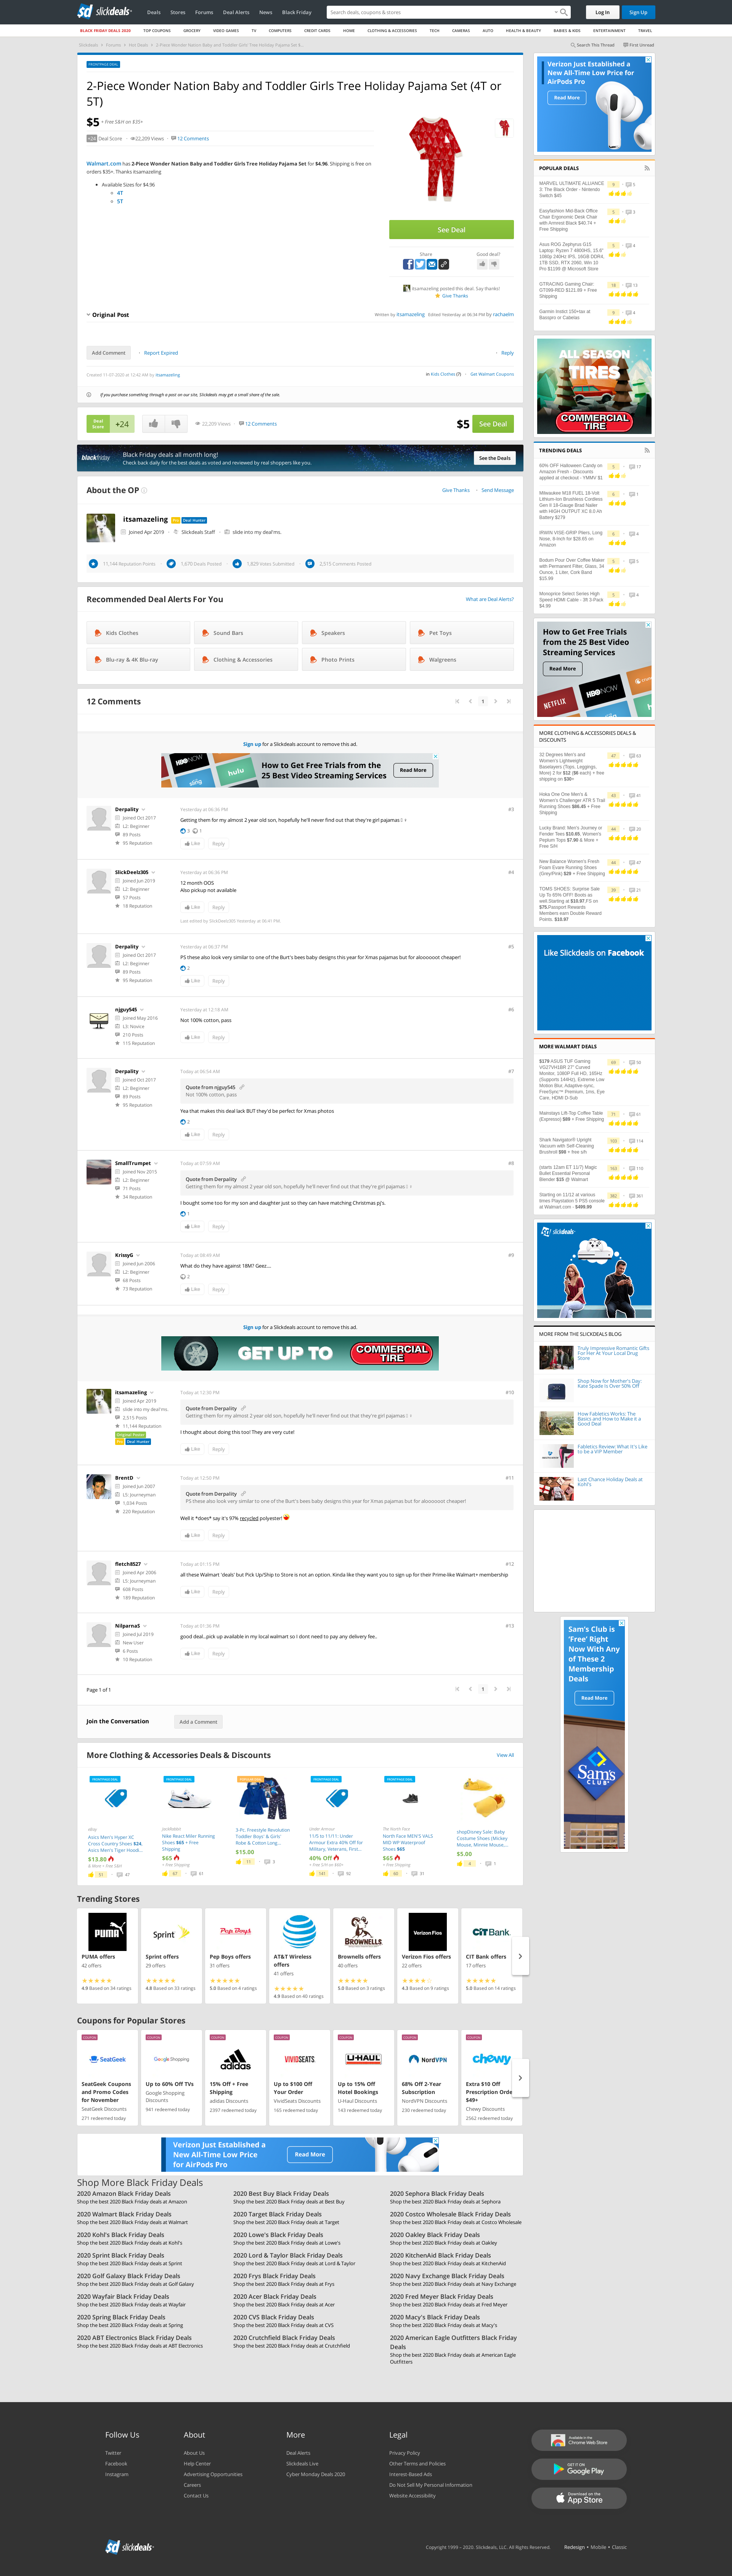 slickdeals
Deals Stores Forums Deal Alerts News Black Friday
Search deals, coupons & stores
Log In Sign Up
BLACK FRIDAY DEALS 2020 TOP COUPONS GROCERY VIDEO GAMES TV COMPUTERS CREDIT CARDS HOME CLOTHING & ACCESSORIES TECH CAMERAS AUTO HEALTH & BEAUTY BABIES & KIDS ENTERTAINMENT TRAVEL
Slickdeals > Forums > Hot Deals > 2-Piece Wonder Nation Baby and Toddler Girls Tree Holiday Pajama Set &...
Search This Thread First Unread
FRONTPAGE DEAL
2-Piece Wonder Nation Baby and Toddler Girls Tree Holiday Pajama Set (4T or
5T)
$5 + Free S&H on $35+
+24 Deal Score 22,209 Views 12 Comments
Walmart.com has 2-Piece Wonder Nation Baby and Toddler Girls Tree Holiday Pajama Set for $4.96. Shipping is free on
orders $35+. Thanks itsamazeling
Available Sizes for $4.96
4T
5T
See Deal
Share Good deal?
itsamazeling posted this deal. Say thanks!
Give Thanks
Original Post
Written by itsamazeling Edited Yesterday at 06:34 PM by rachaelm
Add Comment Report Expired Reply
Created 11-07-2020 at 12:42 AM by itsamazeling
in Kids Clothes (?) Get Walmart Coupons
If you purchase something through a post on our site, Slickdeals may get a small share of the sale.
Deal Score +24 22,209 Views 12 Comments $5 See Deal
blackfriday
Black Friday deals all month long!
Check back daily for the best deals as voted and reviewed by real shoppers like you.
See the Deals
About the OP
Give Thanks Send Message
itsamazeling Pro Deal Hunter
Joined Apr 2019 Slickdeals Staff slide into my deal'ms.
11,144 Reputation Points 1,670 Deals Posted 1,829 Votes Submitted 2,515 Comments Posted
Recommended Deal Alerts For You
What are Deal Alerts?
Kids Clothes Sound Bars Speakers Pet Toys
Blu-ray & 4K Blu-ray Clothing & Accessories Photo Prints Walgreens
12 Comments
1
Sign up for a Slickdeals account to remove this ad.
How to Get Free Trials from the
25 Best Video Streaming Services
Read More
Derpality
Joined Oct 2017
L2: Beginner
89 Posts
95 Reputation
Yesterday at 06:36 PM #3
Getting them for my almost 2 year old son, hopefully he'll never find out that they're girl pajamas
3 1
Like Reply
SlickDeelz305
Joined Jun 2019
L2: Beginner
57 Posts
18 Reputation
Yesterday at 06:36 PM #4
12 month OOS
Also pickup not available
Like Reply
Last edited by SlickDeelz305 Yesterday at 06:41 PM
Derpality
Joined Oct 2017
L2: Beginner
89 Posts
95 Reputation
Yesterday at 06:37 PM #5
PS these also look very similar to one of the Burt's bees baby designs this year for Xmas pajamas but for aloooooot cheaper!
2
Like Reply
njguy545
Joined May 2016
L3: Novice
210 Posts
115 Reputation
Yesterday at 12:18 AM #6
Not 100% cotton, pass
Like Reply
Derpality
Joined Oct 2017
L2: Beginner
89 Posts
95 Reputation
Today at 06:54 AM #7
Quote from njguy545
Not 100% cotton, pass
Yea that makes this deal lack BUT they'd be perfect for Xmas photos
2
Like Reply
SmallTrumpet
Joined Nov 2015
L2: Beginner
71 Posts
34 Reputation
Today at 07:59 AM #8
Quote from Derpality
Getting them for my almost 2 year old son, hopefully he'll never find out that they're girl pajamas
I bought some too for my son and daughter just so they can have matching Christmas pj's.
1
Like Reply
KrissyG
Joined Jun 2006
L2: Beginner
68 Posts
73 Reputation
Today at 08:49 AM #9
What do they have against 18M? Geez....
2
Like Reply
Sign up for a Slickdeals account to remove this ad.
GET UP TO COMMERCIAL TIRE
itsamazeling
Joined Apr 2019
slide into my deal'ms
2,515 Posts
11,144 Reputation
Original Poster
Pro Deal Hunter
Today at 12:30 PM #10
Quote from Derpality
Getting them for my almost 2 year old son, hopefully he'll never find out that they're girl pajamas
I thought about doing this too! They are very cute!
Like Reply
BrentD
Joined Jun 2007
L5: Journeyman
1,034 Posts
220 Reputation
Today at 12:50 PM #11
Quote from Derpality
PS these also look very similar to one of the Burt's bees baby designs this year for Xmas pajamas but for aloooooot cheaper!
Well it *does* say it's 97% recycled polyester!
Like Reply
fletch8527
Joined Apr 2006
L5: Journeyman
608 Posts
189 Reputation
Today at 01:15 PM #12
all these Walmart 'deals' but Pick Up/Ship to Store is not an option. Kinda like they want you to sign up for their Prime-like Walmart+ membership
Like Reply
NilparnaS
Joined Jul 2019
New User
6 Posts
10 Reputation
Today at 01:36 PM #13
good deal...pick up available in my local walmart so I dont need to pay any delivery fee..
Like Reply
Page 1 of 1
1
Join the Conversation
Add a Comment
More Clothing & Accessories Deals & Discounts
View All
eBay
Asics Men's Hyper XC Cross Country Shoes $24, Asics Men's Tiger Hood...
$13.80
& More + Free S&H
51 47
JackRabbit
Nike React Miler Running Shoes $65 + Free Shipping
$65
+ Free Shipping
67 61
3-Pc. Freestyle Revolution Toddler Boys' & Girls' Robe & Cotton Long...
$15.00
11 3
Under Armour
11/5 to 11/11: Under Armour Extra 40% Off for Military, Veterans, First...
40% Off
+ Free S/H on $60+
141 92
The North Face
North Face MEN'S VALS MID WP Waterproof Shoes $65
$65
+ Free Shipping
30 31
shopDisney Sale: Baby Costume Shoes (Mickey Mouse, Minnie Mouse...
$5.00
6 1
Trending Stores
PUMA offers 42 offers 4.9 Based on 34 ratings
Sprint offers 29 offers 4.8 Based on 33 ratings
Pep Boys offers 31 offers 5.0 Based on 4 ratings
AT&T Wireless offers 41 offers 4.9 Based on 40 ratings
Brownells offers 40 offers 5.0 Based on 3 ratings
Verizon Fios offers 22 offers 4.3 Based on 9 ratings
CIT Bank offers 17 offers 5.0 Based on 14 ratings
Coupons for Popular Stores
SeatGeek Coupons and Promo Codes for November
SeatGeek Discounts
271 redeemed today
Up to 60% Off TVs
Google Shopping Discounts
941 redeemed today
15% Off + Free Shipping
adidas Discounts
2397 redeemed today
Up to $100 Off Your Order
VividSeats Discounts
165 redeemed today
Up to 15% Off Hotel Bookings
U-Haul Discounts
143 redeemed today
68% Off 2-Year Subscription
NordVPN Discounts
230 redeemed today
Extra $10 Off Prescription Orde $49+
Chewy Discounts
2562 redeemed today
Verizon Just Established a
New All-Time Low Price
for AirPods Pro
Read More
Shop More Black Friday Deals
2020 Amazon Black Friday Deals
Shop the best 2020 Black Friday deals at Amazon
2020 Best Buy Black Friday Deals
Shop the best 2020 Black Friday deals at Best Buy
2020 Sephora Black Friday Deals
Shop the best 2020 Black Friday deals at Sephora
2020 Walmart Black Friday Deals
Shop the best 2020 Black Friday deals at Walmart
2020 Target Black Friday Deals
Shop the best 2020 Black Friday deals at Target
2020 Costco Wholesale Black Friday Deals
Shop the best 2020 Black Friday deals at Costco Wholesale
2020 Kohl's Black Friday Deals
Shop the best 2020 Black Friday deals at Kohl's
2020 Lowe's Black Friday Deals
Shop the best 2020 Black Friday deals at Lowe's
2020 Oakley Black Friday Deals
Shop the best 2020 Black Friday deals at Oakley
2020 Sprint Black Friday Deals
Shop the best 2020 Black Friday deals at Sprint
2020 Lord & Taylor Black Friday Deals
Shop the best 2020 Black Friday deals at Lord & Taylor
2020 KitchenAid Black Friday Deals
Shop the best 2020 Black Friday deals at KitchenAid
2020 Golf Galaxy Black Friday Deals
Shop the best 2020 Black Friday deals at Golf Galaxy
2020 Frys Black Friday Deals
Shop the best 2020 Black Friday deals at Frys
2020 Navy Exchange Black Friday Deals
Shop the best 2020 Black Friday deals at Navy Exchange
2020 Wayfair Black Friday Deals
Shop the best 2020 Black Friday deals at Wayfair
2020 Acer Black Friday Deals
Shop the best 2020 Black Friday deals at Acer
2020 Fred Meyer Black Friday Deals
Shop the best 2020 Black Friday deals at Fred Meyer
2020 Spring Black Friday Deals
Shop the best 2020 Black Friday deals at Spring
2020 CVS Black Friday Deals
Shop the best 2020 Black Friday deals at CVS
2020 Macy's Black Friday Deals
Shop the best 2020 Black Friday deals at Macy's
2020 ABT Electronics Black Friday Deals
Shop the best 2020 Black Friday deals at ABT Electronics
2020 Crutchfield Black Friday Deals
Shop the best 2020 Black Friday deals at Crutchfield
2020 American Eagle Outfitters Black Friday
Deals
Shop the best 2020 Black Friday deals at American Eagle
Outfitters
Verizon Just Established a
New All-Time Low Price for
AirPods Pro
Read More
POPULAR DEALS
MARVEL ULTIMATE ALLIANCE 3: The Black Order - Nintendo Switch $45
Easyfashion Mid-Back Office Chair Ergonomic Desk Chair with Armrest Black $40.74 + Free Shipping
Asus ROG Zephyrus G15 Laptop: Ryzen 7 4800HS, 15.6" 1080p 240Hz IPS, 16GB DDR4, 1TB SSD, RTX 2060, Win 10 Pro $1199 @ Microsoft Store
GTRACING Gaming Chair: GT099-RED $121.99 + Free Shipping
Garmin Instict 150+tax at Basspro or Cabelas
ALL SEASON TIRES COMMERCIAL TIRE
TRENDING DEALS
60% OFF Halloween Candy on Amazon Fresh - Discounts applied at checkout - YMMV $1
Milwaukee M18 FUEL 18-Volt Lithium-Ion Brushless Cordless Gen II 18-Gauge Brad Nailer with HIGH OUTPUT XC 8.0 Ah Battery $279
IRWIN VISE-GRIP Pliers, Long Nose, 8-Inch for $28.65 on Amazon
Bodum Pour Over Coffee Maker with Permanent Filter, Glass, 34 Ounce, 1 Liter, Cork Band $15.89
Monoprice Select Series High Speed HDMI Cable - 3ft 3-Pack $4.99
How to Get Free Trials
from the 25 Best Video
Streaming Services
Read More
HBO NOW NETFLIX
MORE CLOTHING & ACCESSORIES DEALS & DISCOUNTS
32 Degrees Men's and Women's Lightweight Baselayers (Tops, Leggings, More) 2 for $12 ($6 each) + free shipping on $30+
Hoka One One Men's & Women's Challenger ATR 5 Trail Running Shoes $86.45 + Free Shipping
Lucky Brand: Men's Journey or Fender Tees $10.85, Women's Peplum Tops $7.90 & More + Free S/H
New Balance Women's Fresh Foam Evare Running Shoes (Grey/Pink) $29 + Free Shipping
TOMS SHOES: Surprise Sale Up To 65% OFF! Boots as well.Starting at $10.97.FS on $75.Passport Rewards Members earn Double Reward Points. $10.97
Like Slickdeals on Facebook
MORE WALMART DEALS
$179 ASUS TUF Gaming VG27VH1BR 27" Curved Monitor, 1080P Full HD, 165Hz (Supports 144Hz), Extreme Low Motion Blur, Adaptive-sync, FreeSync™ Premium, 1ms, Eye Care, HDMI D-Sub
Mainstays Lift-Top Coffee Table (Espresso) $89 + Free Shipping
Shark Navigator® Upright Vacuum with Self-Cleaning Brushroll $98 + free s/h
(starts 12am ET 11/7) Magic Bullet Essential Personal Blender $15 @ Walmart
Starting on 11/12 at various times Playstation 5 PS5 console at Walmart.com - $499.99
slickdeals
MORE FROM THE SLICKDEALS BLOG
Truly Impressive Romantic Gifts For Her At Your Local Drug Store
Shop Now for Mother's Day: Kate Spade Is Over 50% Off
How Fabletics Works: The Basics and How to Make it a Good Deal
Fabletics Review: What It's Like to be a VIP Member
Last Chance Holiday Deals at Kohl's
Sam's Club is
'Free' Right
Now With Any
of These 2
Membership
Deals
Read More
Sam's CLUB
Follow Us
Twitter
Facebook
Instagram
About
About Us
Help Center
Advertising Opportunities
Careers
Contact Us
More
Deal Alerts
Slickdeals Live
Cyber Monday Deals 2020
Legal
Privacy Policy
Other Terms and Policies
Interest-Based Ads
Do Not Sell My Personal Information
Website Accessibility
Available in the Chrome Web Store
GET IT ON Google Play
Download on the App Store
slickdeals
Copyright 1999 - 2020. Slickdeals, LLC. All Rights Reserved. Redesign • Mobile • Classic